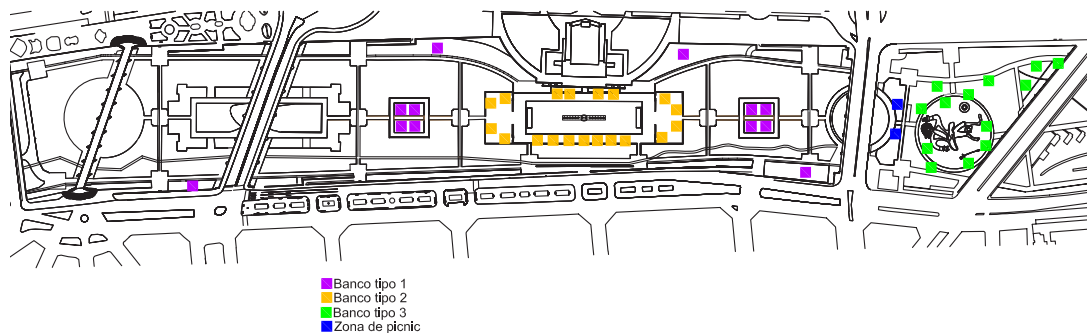 Banco tipo 1
Banco tipo 2
Banco tipo 3
Zona de picnic